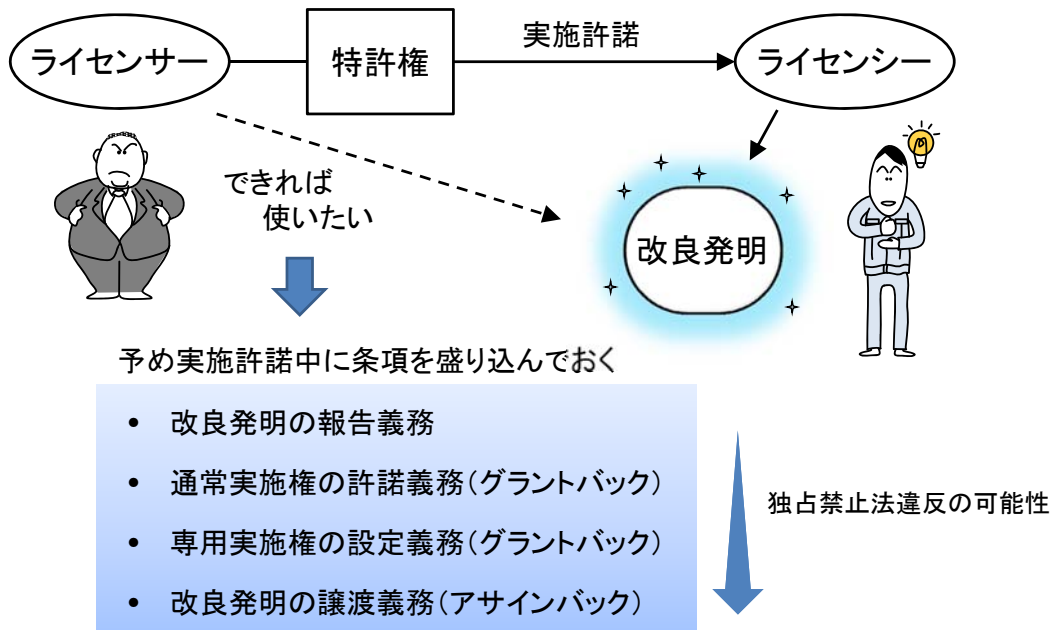 ライセンサー
特許権
実施許諾
ライセンシー
できれば
使いたい
改良発明
予め実施許諾中に条項を盛り込んでおく
• 改良発明の報告義務
• 通常実施権の許諾義務(グラントバック)
• 専用実施権の設定義務(グラントバック)
• 改良発明の譲渡義務(アサインバック)
独占禁止法違反の可能性